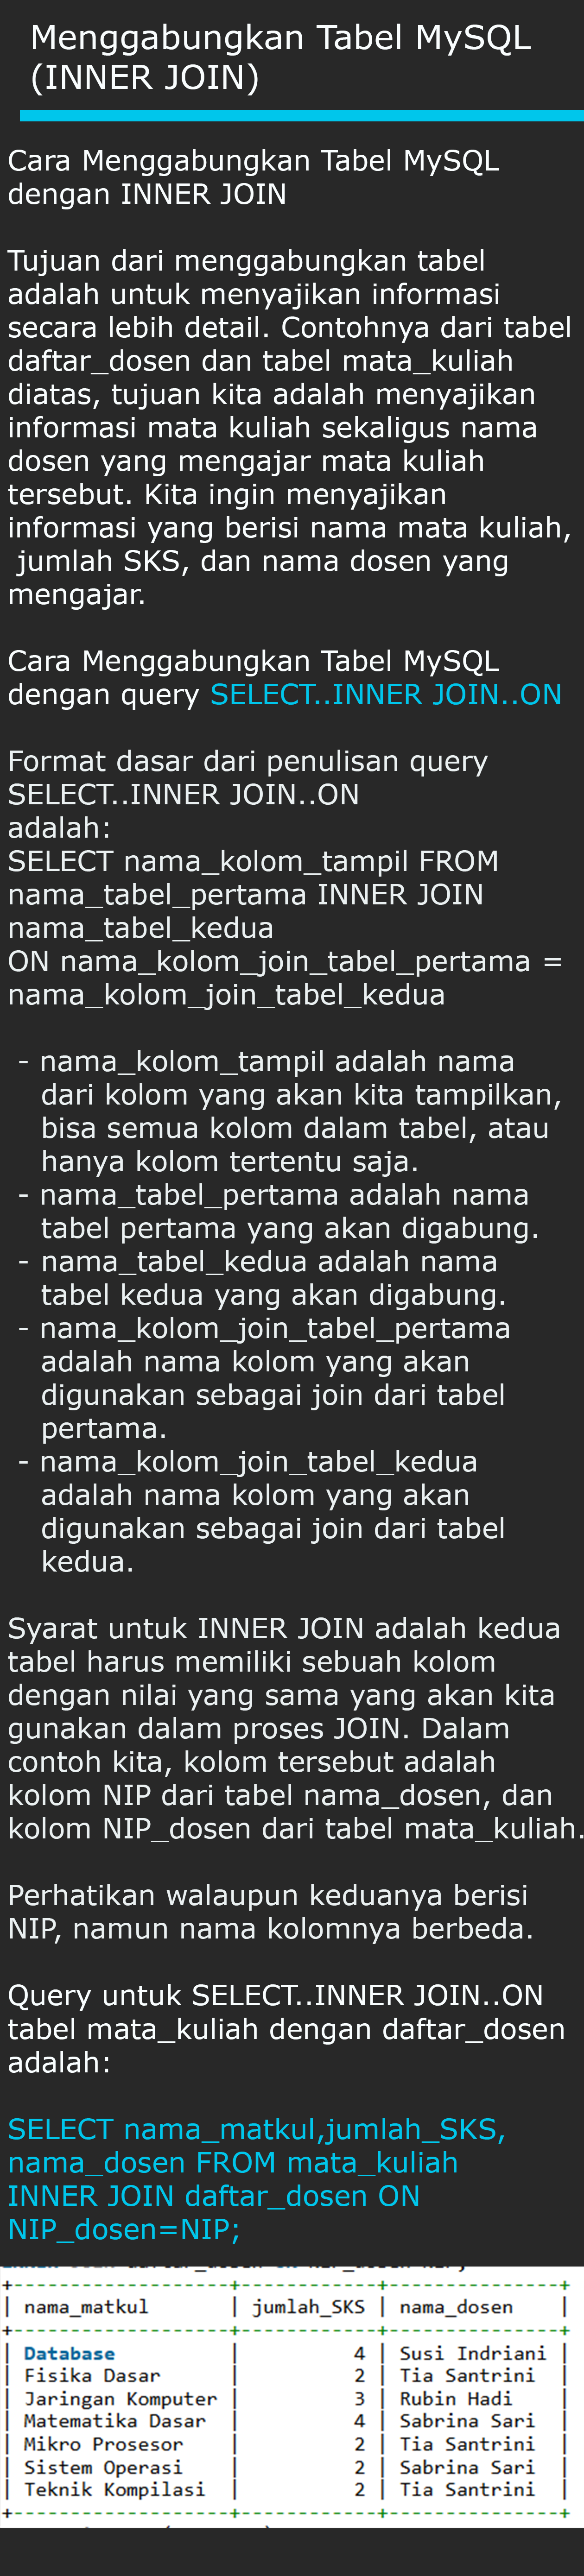 Menggabungkan Tabel MySQL
(INNER JOIN)
Cara Menggabungkan Tabel MySQL
dengan INNER JOIN
Tujuan dari menggabungkan tabel
adalah untuk menyajikan informasi
secara lebih detail. Contohnya dari tabel
daftar_dosen dan tabel mata_kuliah
diatas, tujuan kita adalah menyajikan
informasi mata kuliah sekaligus nama
dosen yang mengajar mata kuliah
tersebut. Kita ingin menyajikan
informasi yang berisi nama mata kuliah,
jumlah SKS, dan nama dosen yang
mengajar.
Cara Menggabungkan Tabel MySQL
dengan query SELECT..INNER JOIN..ON
Format dasar dari penulisan query
SELECT..INNER JOIN..ON
adalah:
SELECT nama_kolom_tampil FROM
nama_tabel_pertama INNER JOIN
nama_tabel_kedua
ON nama_kolom_join_tabel_pertama =
nama_kolom_join_tabel_kedua
- nama_kolom_tampil adalah nama
dari kolom yang akan kita tampilkan,
bisa semua kolom dalam tabel, atau
hanya kolom tertentu saja.
- nama_tabel_pertama adalah nama
tabel pertama yang akan digabung.
- nama_tabel_kedua adalah nama
tabel kedua yang akan digabung.
- nama_kolom_join_tabel_pertama
adalah nama kolom yang akan
digunakan sebagai join dari tabel
pertama.
- nama_kolom_join_tabel_kedua
adalah nama kolom yang akan
digunakan sebagai join dari tabel
kedua.
Syarat untuk INNER JOIN adalah kedua
tabel harus memiliki sebuah kolom
dengan nilai yang sama yang akan kita
gunakan dalam proses JOIN. Dalam
contoh kita, kolom tersebut adalah
kolom NIP dari tabel nama_dosen, dan
kolom NIP_dosen dari tabel mata_kuliah.
Perhatikan walaupun keduanya berisi
NIP, namun nama kolomnya berbeda.
Query untuk SELECT..INNER JOIN..ON
tabel mata_kuliah dengan daftar_dosen
adalah:
SELECT nama_matkul,jumlah_SKS,
nama_dosen FROM mata_kuliah
INNER JOIN daftar_dosen ON
NIP_dosen=NIP;
+-------------------+------------+---------------+
| nama_matkul | jumlah_SKS | nama_dosen |
+-------------------+------------+---------------+
| Database | 4 | Susi Indriani |
| Fisika Dasar | 2 | Tia Santrini |
| Jaringan Komputer | 3 | Rubin Hadi |
| Matematika Dasar | 4 | Sabrina Sari |
| Mikro Prosesor | 2 | Tia Santrini |
| Sistem Operasi | 2 | Sabrina Sari |
| Teknik Kompilasi | 2 | Tia Santrini |
+-------------------+------------+---------------+